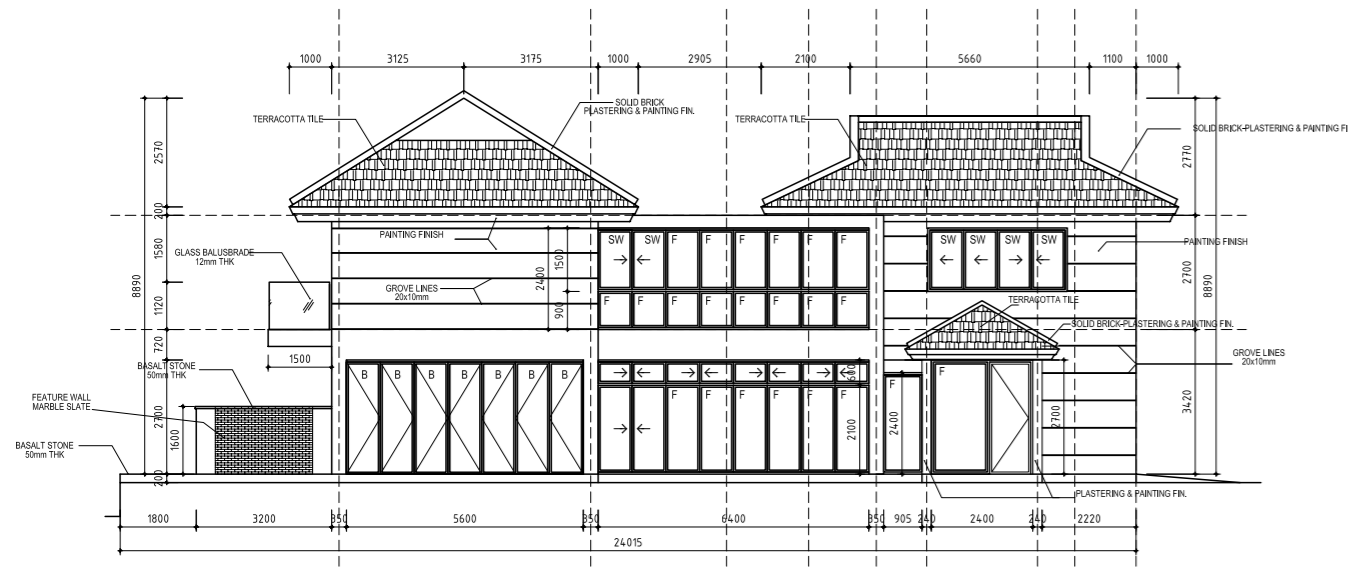 1000 3125 3175 1000 2905 2100 5660 1100 1000
SOLID BRICK
PLASTERING & PAINTING FIN.
TERRACOTTA TILE
TERRACOTTA TILE
SOLID BRICK-PLASTERING & PAINTING FI
2570
2770
200
PAINTING FINISH
SW SW F F F F F F
SW SW SW SW
PAINTING FINISH
GLASS BALUSBRADE
12mm THK
1580
1500
2400
2700
8890
8890
GROVE LINES
20x10mm
F F F F F F F F
1120
900
TERRACOTTA TILE
SOLID BRICK-PLASTERING & PAINTING FIN.
720
1500
GROVE LINES
20x10mm
BASALT STONE
50mm THK
B B B B B B B
600
F
F
F F F F F F
FEATURE WALL
MARBLE SLATE
2700
1600
2100
2400
2700
3420
BASALT STONE
50mm THK
200
PLASTERING & PAINTING FIN.
1800 3200 350 5600 350 6400 350 905 240 2400 240 2220
24015